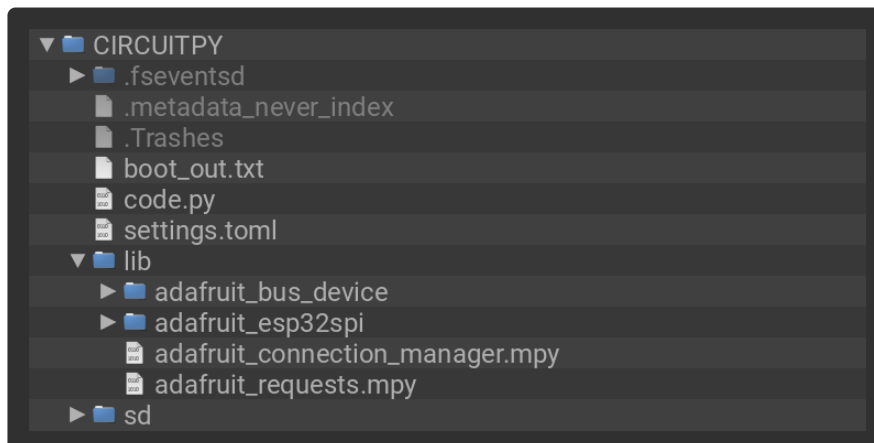 CIRCUITPY
.fseventsd
.metadata_never_index
.Trashes
boot_out.txt
code.py
settings.toml
lib
adafruit_bus_device
adafruit_esp32spi
adafruit_connection_manager.mpy
adafruit_requests.mpy
sd